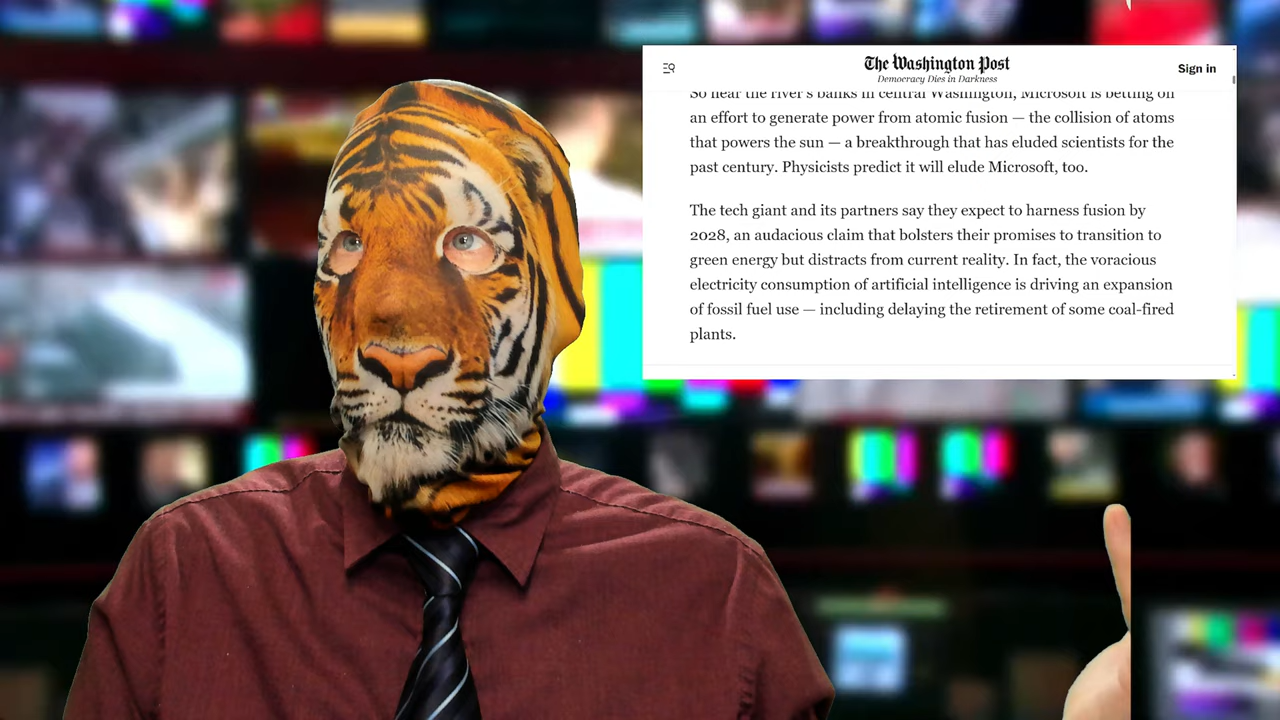 The Washington Post
Democracy Dies in Darkness
Sign in
So near the river's banks in central Washington, Microsoft is betting on
an effort to generate power from atomic fusion — the collision of atoms
that powers the sun — a breakthrough that has eluded scientists for the
past century. Physicists predict it will elude Microsoft, too.
The tech giant and its partners say they expect to harness fusion by
2028, an audacious claim that bolsters their promises to transition to
green energy but distracts from current reality. In fact, the voracious
electricity consumption of artificial intelligence is driving an expansion
of fossil fuel use — including delaying the retirement of some coal-fired
plants.